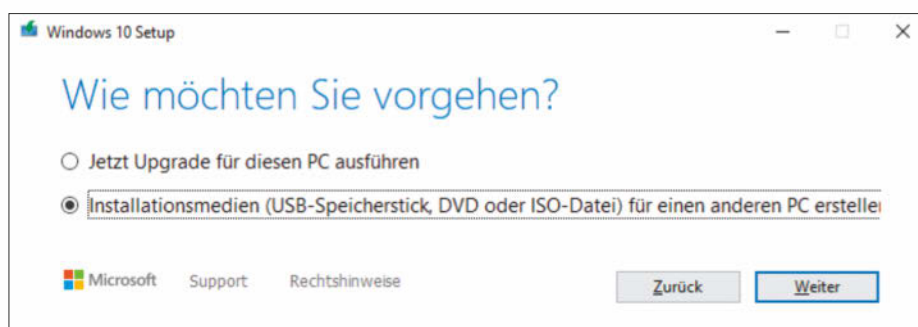 Windows 10 Setup
Wie möchten Sie vorgehen?
Jetzt Upgrade für diesen PC ausführen
Installationsmedien (USB-Speicherstick, DVD oder ISO-Datei) für einen anderen PC erstelle
Microsoft Support Rechtshinweise Zurück Weiter